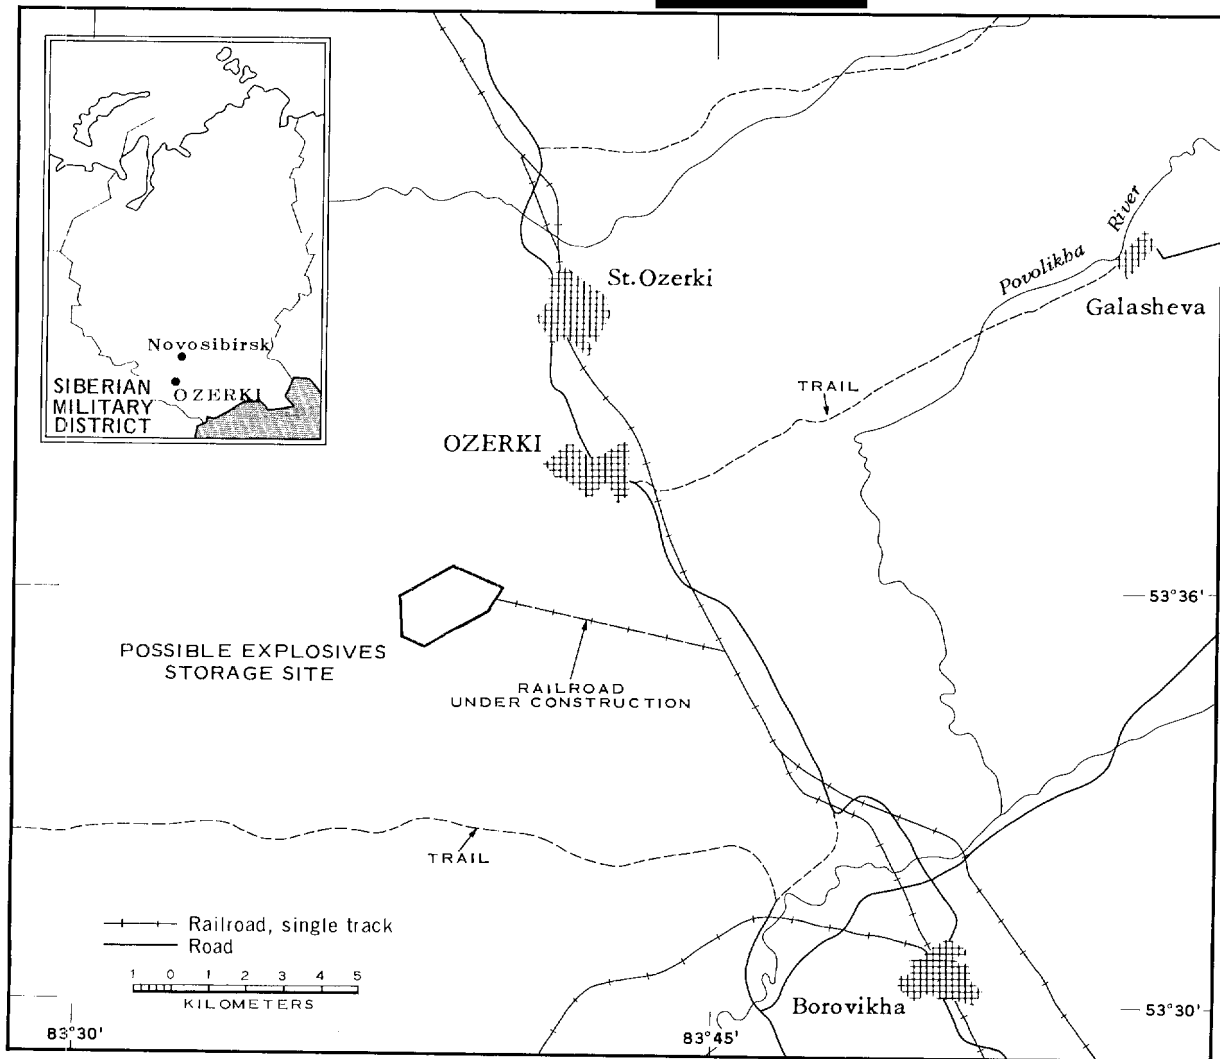 Novosibirsk
OZERKI
SIBERIAN
MILITARY
DISTRICT
St. Ozerki
Povolikha River
Galasheva
TRAIL
OZERKI
53°36'
POSSIBLE EXPLOSIVES
STORAGE SITE
RAILROAD
UNDER CONSTRUCTION
TRAIL
Railroad, single track
Road
1 0 1 2 3 4 5
KILOMETERS
Borovikha
53°30'
83°30'
83°45'